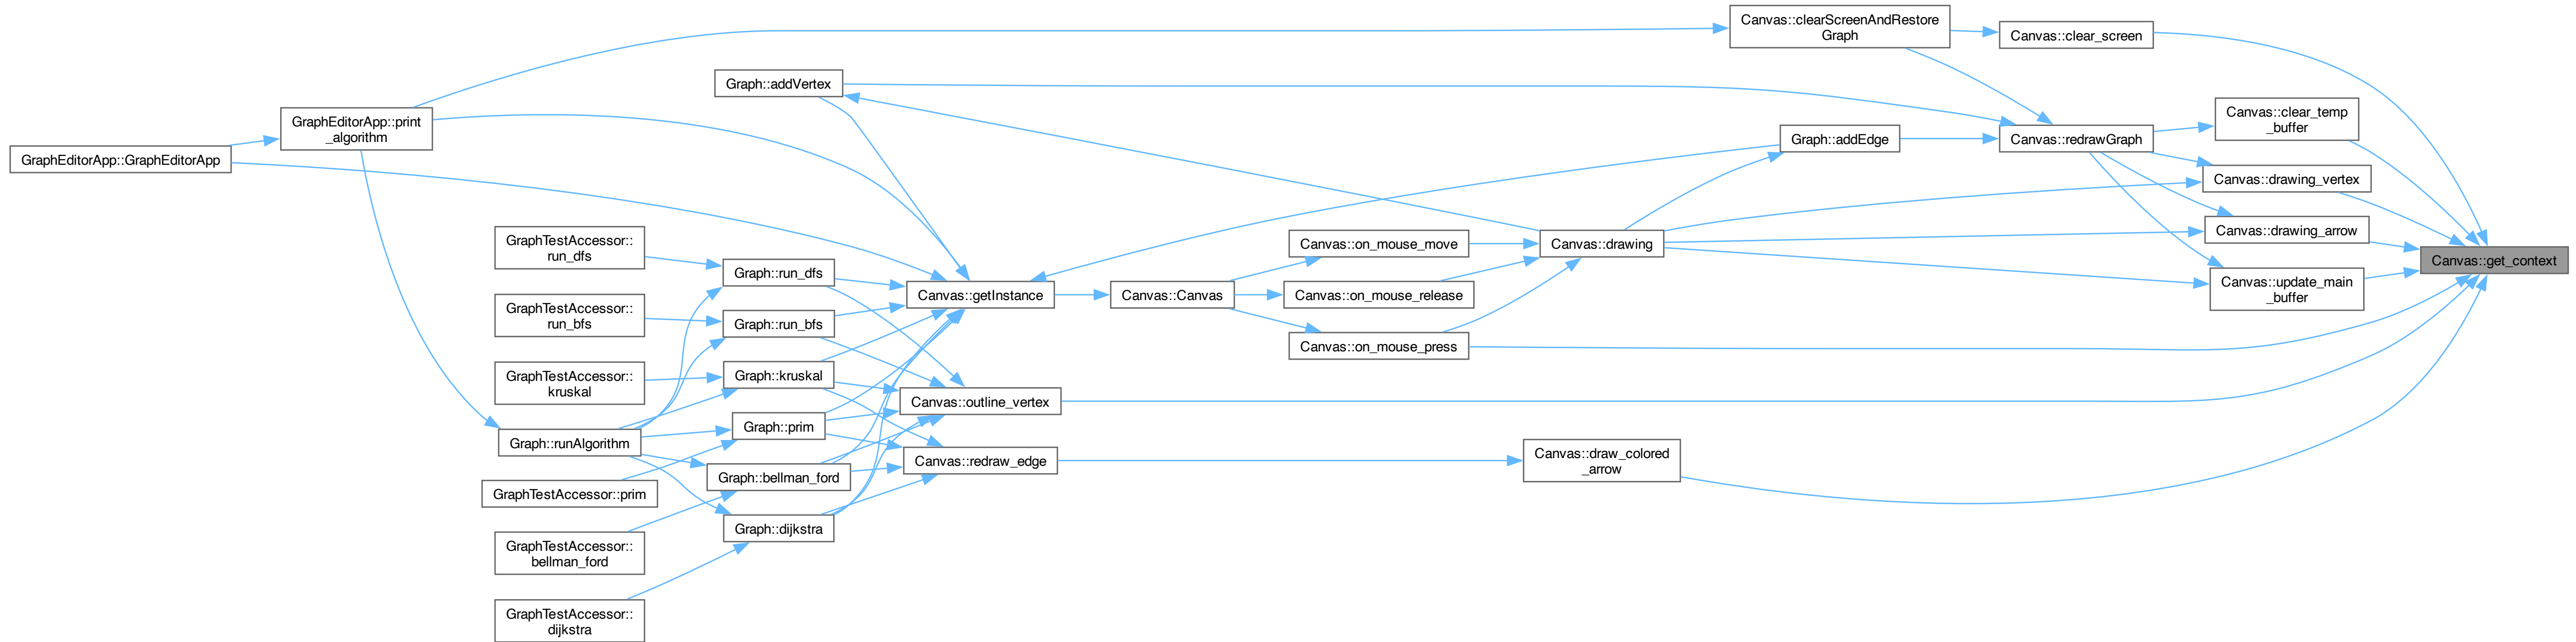 GraphEditorApp::GraphEditorApp
GraphEditorApp::print
_algorithm
GraphTestAccessor::
run_dfs
GraphTestAccessor::
run_bfs
GraphTestAccessor::
kruskal
Graph::runAlgorithm
GraphTestAccessor::prim
GraphTestAccessor::
bellman_ford
GraphTestAccessor::
dijkstra
Graph::addVertex
Graph::run_dfs
Graph::run_bfs
Graph::kruskal
Graph::prim
Graph::bellman_ford
Graph::dijkstra
Canvas::getInstance
Canvas::outline_vertex
Canvas::redraw_edge
Canvas::Canvas
Canvas::on_mouse_move
Canvas::on_mouse_release
Canvas::on_mouse_press
Canvas::drawing
Canvas::draw_colored
_arrow
Canvas::clearScreenAndRestore
Graph
Graph::addEdge
Canvas::clear_screen
Canvas::redrawGraph
Canvas::clear_temp
_buffer
Canvas::drawing_vertex
Canvas::drawing_arrow
Canvas::update_main
_buffer
Canvas::get_context